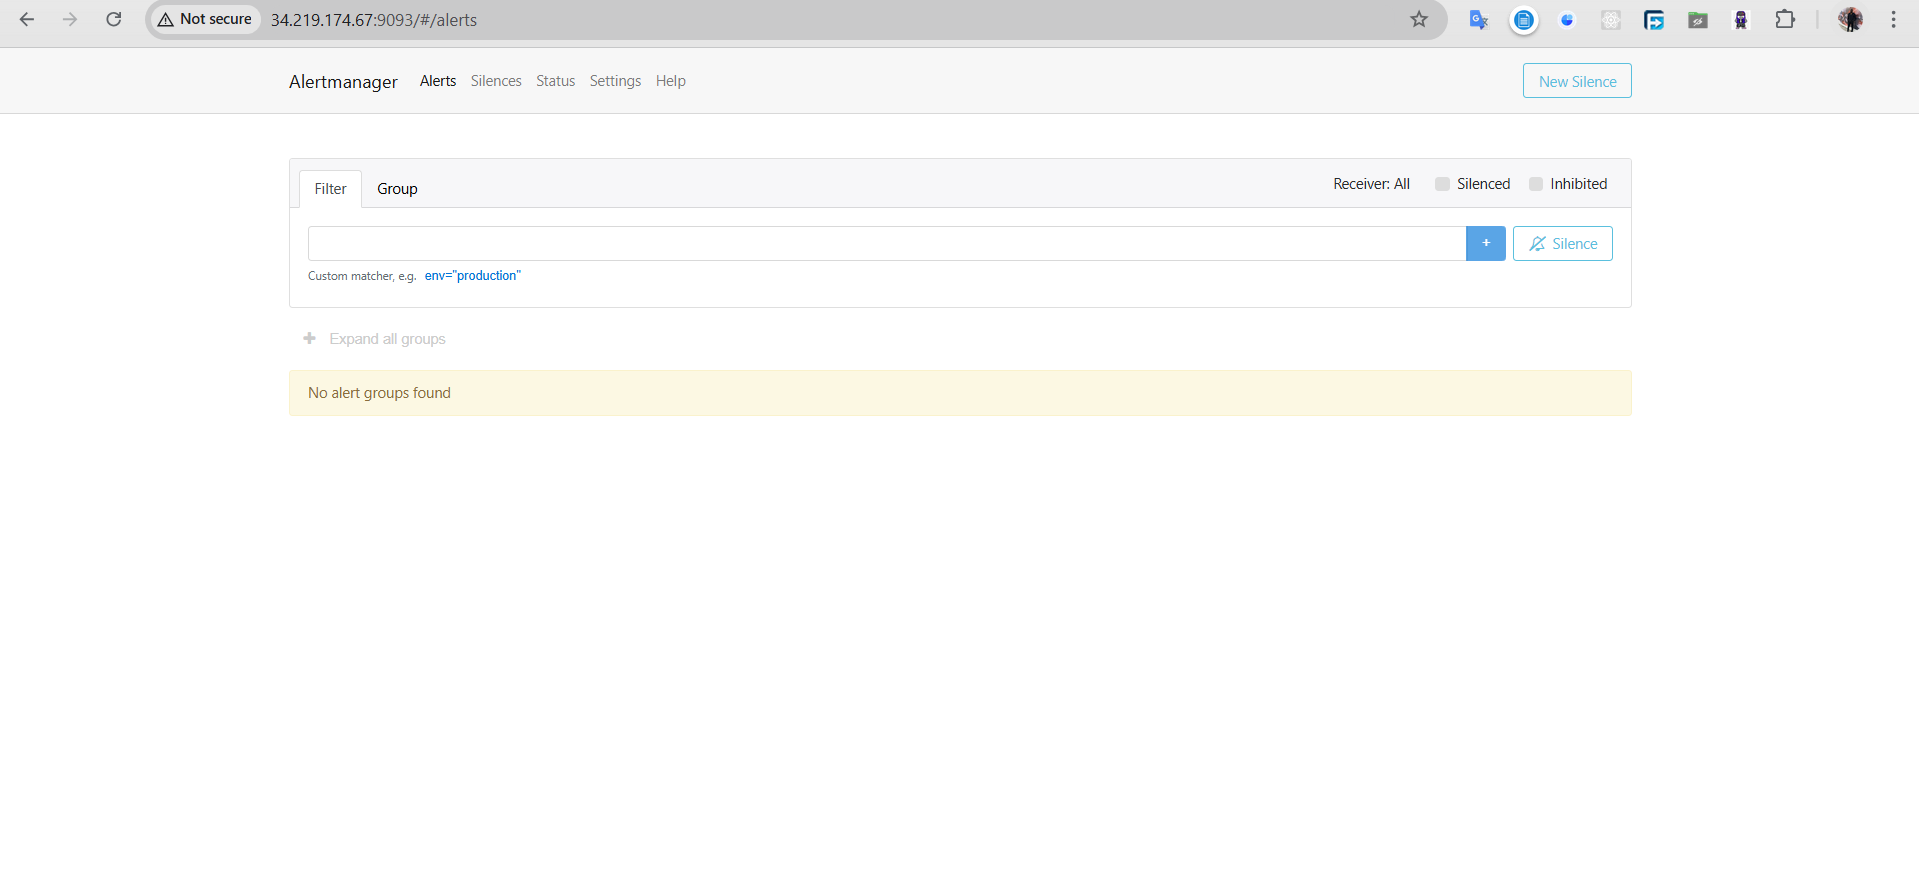 Not secure 34.219.174.67:9093/#/alerts
Alertmanager Alerts Silences Status Settings Help New Silence
Filter Group Receiver: All Silenced Inhibited
+ Silence
Custom matcher, e.g. env="production"
+ Expand all groups
No alert groups found